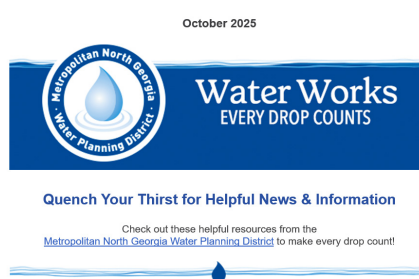 October 2025
Metropolitan North Georgia
Water Planning District
Water Works
EVERY DROP COUNTS
Quench Your Thirst for Helpful News & Information
Check out these helpful resources from the
Metropolitan North Georgia Water Planning District to make every drop count!